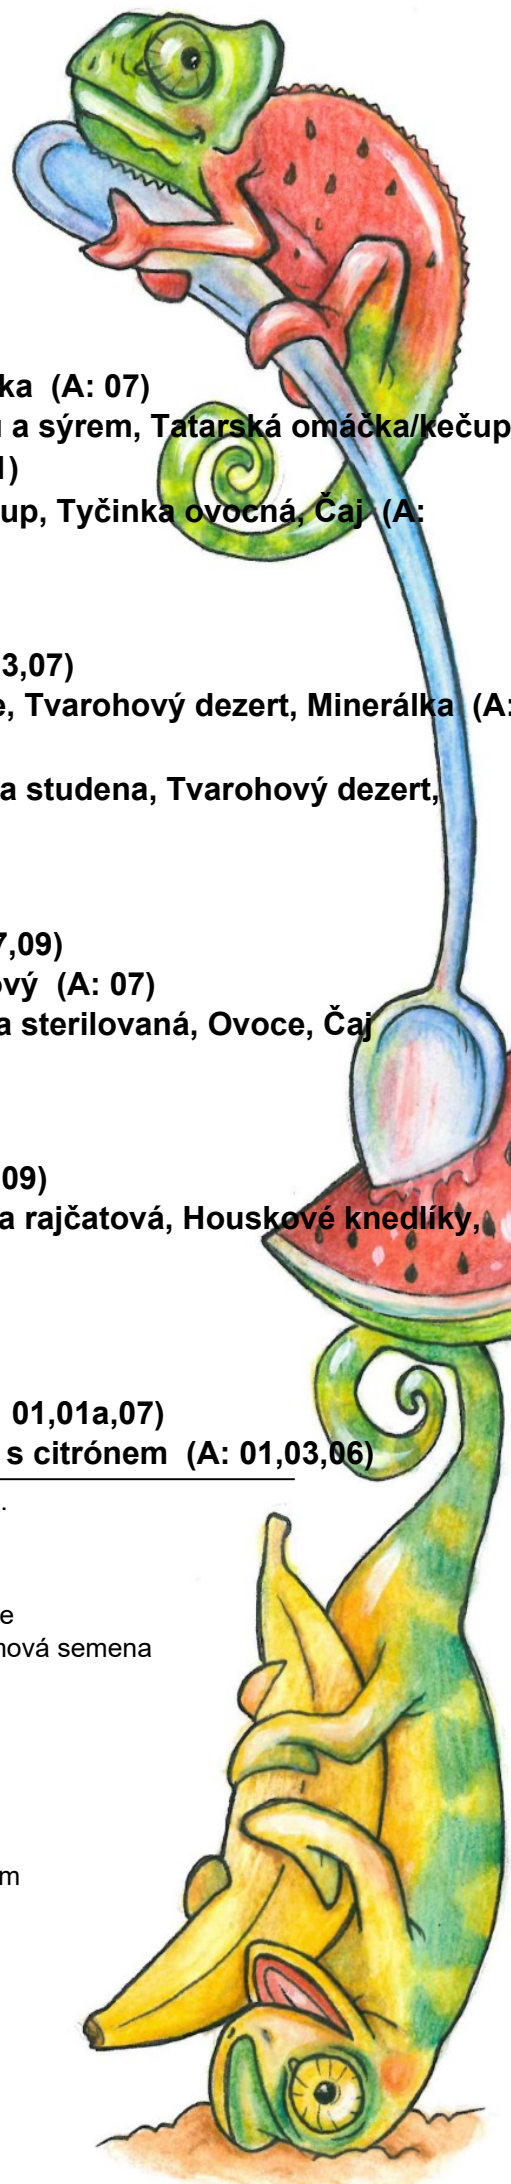 ka (A: 07)
a sýrem, Tatarská omáčka/kečup
1)
up, Tyčinka ovocná, Čaj (A:
3,07)
e, Tvarohový dezert, Minerálka (A:
a studena, Tvarohový dezert,
7,09)
vý (A: 07)
a sterilovaná, Ovoce, Čaj
09)
a rajčatová, Houskové knedlíky,
01,01a,07)
s citrónem (A: 01,03,06)
.
e
nová semena
m